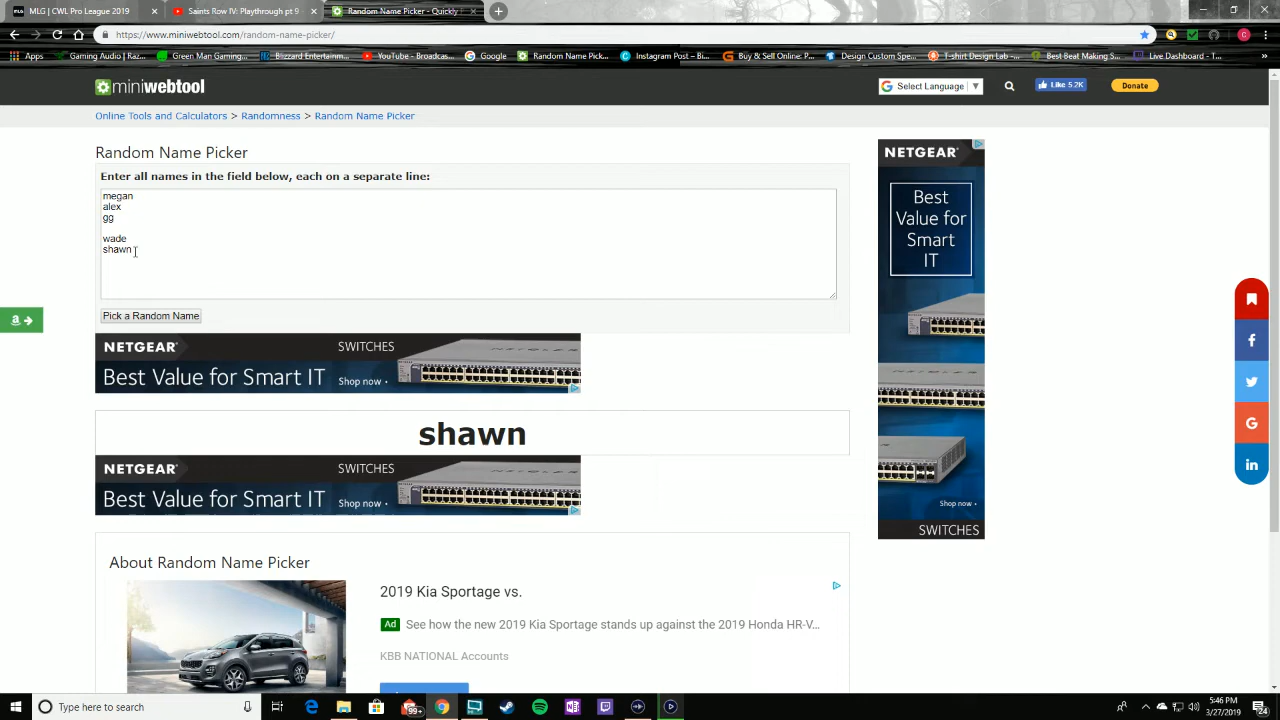 MLG | CWL Pro League 2019
Saints Row IV: Playthrough pt 9 -
Random Name Picker - Quickly Pi
https://www.miniwebtool.com/random-name-picker/
Apps
Gaming Audio | Raz...
Green Man Gaming...
Blizzard Entertainm...
YouTube - Broadcas...
Google
Random Name Pick...
Instagram Post – Bi...
Buy & Sell Online: P...
Design Custom Spe...
T-shirt Design Lab –...
Best Beat Making S...
Live Dashboard - T...
miniwebtool
Select Language ▼
Like 5.2K
Donate
Online Tools and Calculators > Randomness > Random Name Picker
Random Name Picker
Enter all names in the field below, each on a separate line:
megan
alex
gg
wade
shawn
Pick a Random Name
NETGEAR SWITCHES
Best Value for Smart IT
Shop now
shawn
NETGEAR SWITCHES
Best Value for Smart IT
Shop now
About Random Name Picker
2019 Kia Sportage vs.
Ad See how the new 2019 Kia Sportage stands up against the 2019 Honda HR-V...
KBB NATIONAL Accounts
NETGEAR
Best
Value for
Smart
IT
Shop now
SWITCHES
Type here to search
99+
5:46 PM
3/27/2019
24